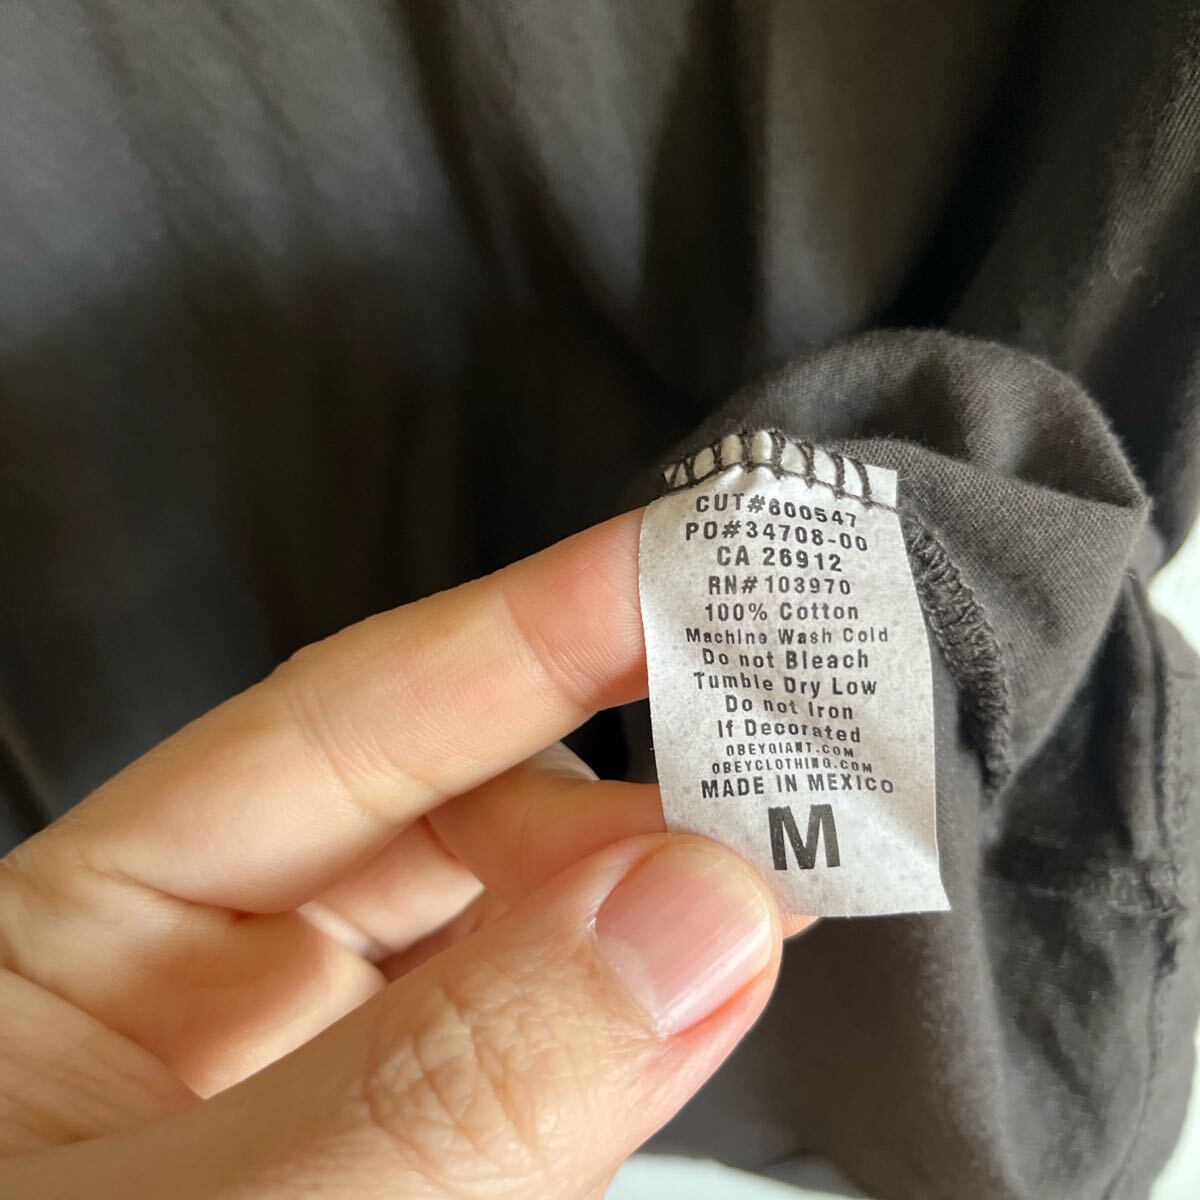 CUT#600547
PO#34708-00
CA 26912
RN#103970
100% Cotton
Machine Wash Cold
Do not Bleach
Tumble Dry Low
Do not Iron
If Decorated
OBEYGIANT.COM
OBEYCLOTHING.COM
MADE IN MEXICO
M